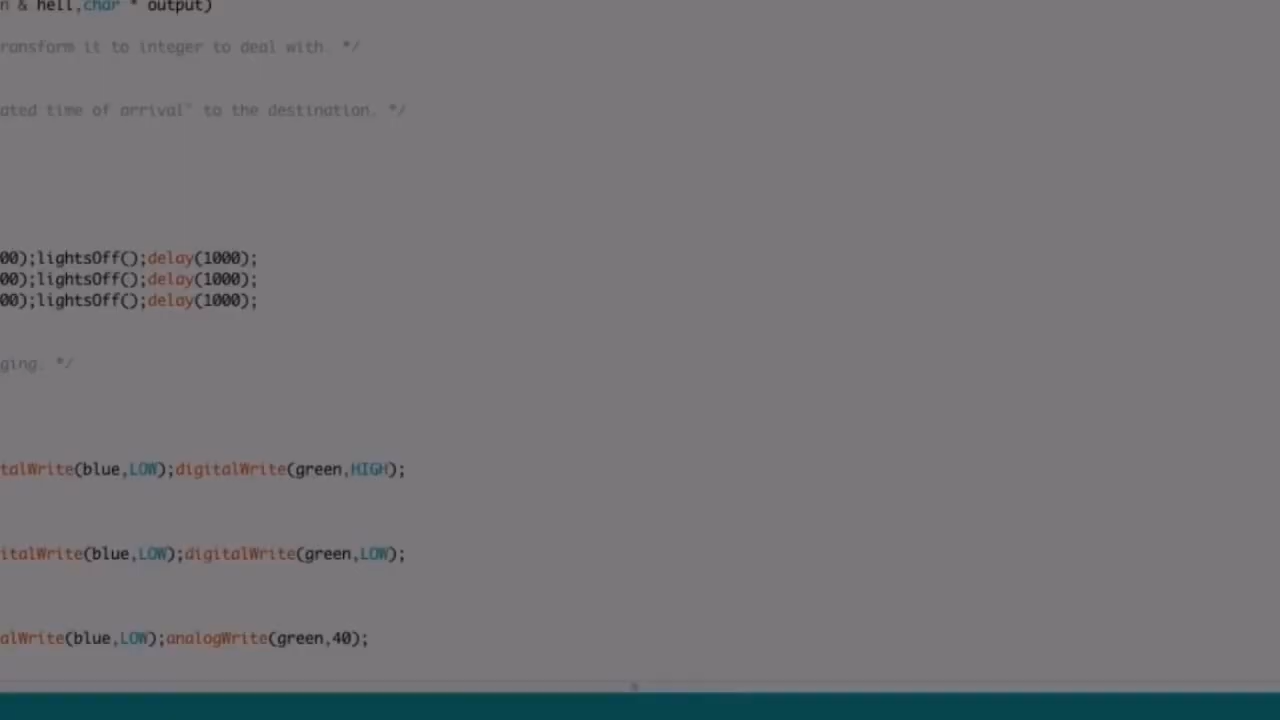 n & hell,char * output)
ransform it to integer to deal with. */
ated time of arrival` to the destination. */
00);lightsOff();delay(1000);
00);lightsOff();delay(1000);
00);lightsOff();delay(1000);
ging. */
talWrite(blue,LOW);digitalWrite(green,HIGH);
italWrite(blue,LOW);digitalWrite(green,LOW);
alWrite(blue,LOW);analogWrite(green,40);